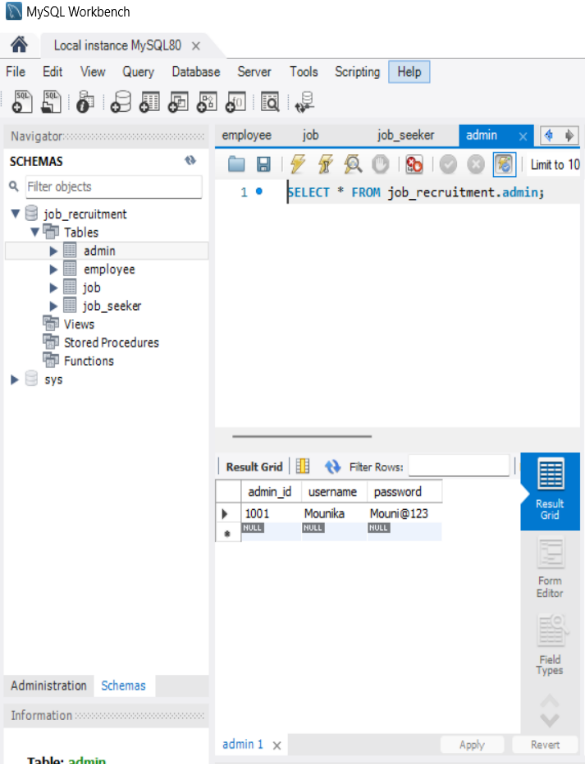 MySQL Workbench
Local instance MySQL80 ×
File Edit View Query Database Server Tools Scripting Help
Navigator
employee job job_seeker admin ×
SCHEMAS
Limit to 10
Filter objects
1 SELECT * FROM job_recruitment.admin;
job_recruitment
Tables
admin
employee
job
job_seeker
Views
Stored Procedures
Functions
sys
Result Grid Filter Rows:
admin_id username password
1001 Mounika Mouni@123
NULL NULL NULL
Result
Grid
Form
Editor
Field
Types
Administration Schemas
Information
admin 1 × Apply Revert
Table: admin